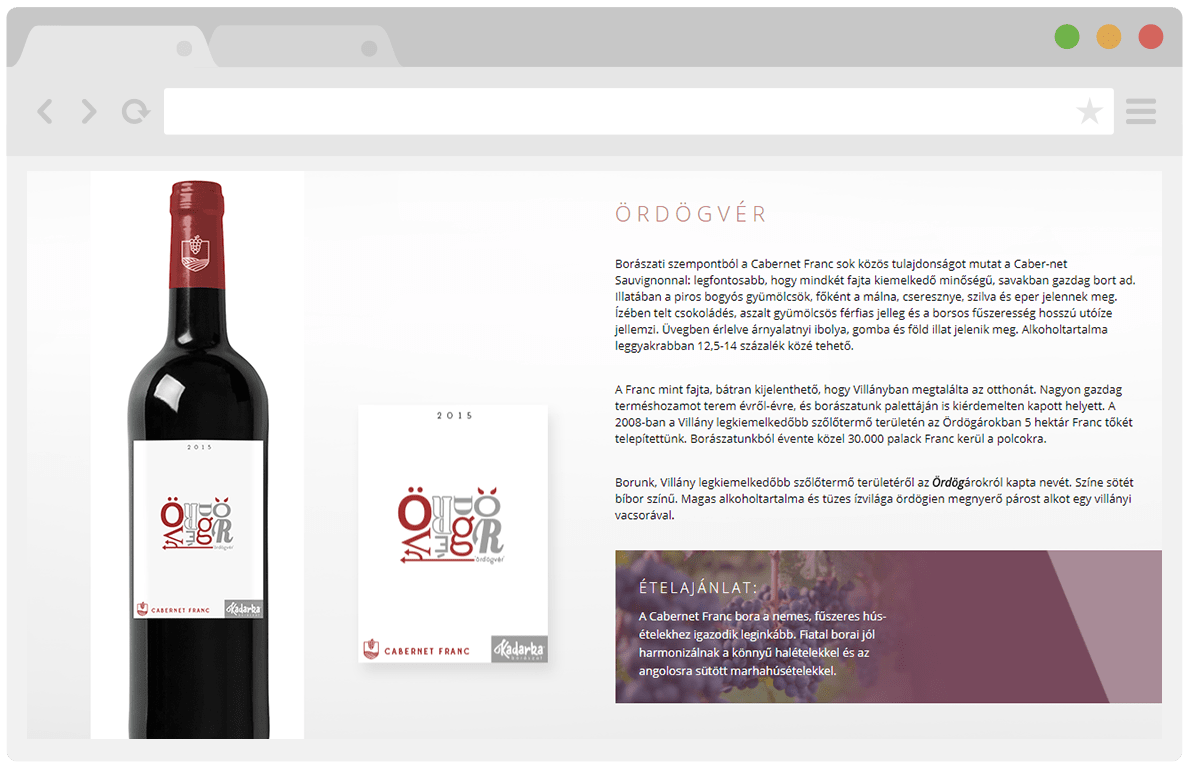 ÖRDÖGVÉR
Borászati szempontból a Cabernet Franc sok közös tulajdonságot mutat a Caber-net
Sauvignonnal: legfontosabb, hogy mindkét fajta kiemelkedő minőségű, savakban gazdag bort ad.
Illatában a piros bogyós gyümölcsök, főként a málna, cseresznye, szilva és eper jelennek meg.
Ízében telt csokoládés, aszalt gyümölcsös férfias jelleg és a borsos fűszeresség hosszú utóíze
jellemzi. Üvegben érlelve árnyalatnyi ibolya, gomba és föld illat jelenik meg. Alkoholtartalma
leggyakrabban 12,5-14 százalék közé tehető.
A Franc mint fajta, bátran kijelenthető, hogy Villányban megtalálta az otthonát. Nagyon gazdag
terméshozamot terem évről-évre, és borászatunk palettáján is kiérdemelten kapott helyett. A
2008-ban a Villány legkiemelkedőbb szőlőtermő területén az Ördögárokban 5 hektár Franc tőkét
telepítettünk. Borászatunkból évente közel 30.000 palack Franc kerül a polcokra.
Borunk, Villány legkiemelkedőbb szőlőtermő területéről az Ördögárokról kapta nevét. Színe sötét
bíbor színű. Magas alkoholtartalma és tüzes ízvilága ördögien megnyerő párost alkot egy villányi
vacsorával.
ÉTELAJÁNLAT:
A Cabernet Franc bora a nemes, fűszeres hús-
ételekhez igazodik leginkább. Fiatal borai jól
harmonizálnak a könnyű halételekkel és az
angolosra sütött marhahúsételekkel.
2015
ÖRDÖGVÉR
ördögvér
CABERNET FRANC
Kadarka
borászat
2015
ÖRDÖGVÉR
ördögvér
CABERNET FRANC
Kadarka
borászat